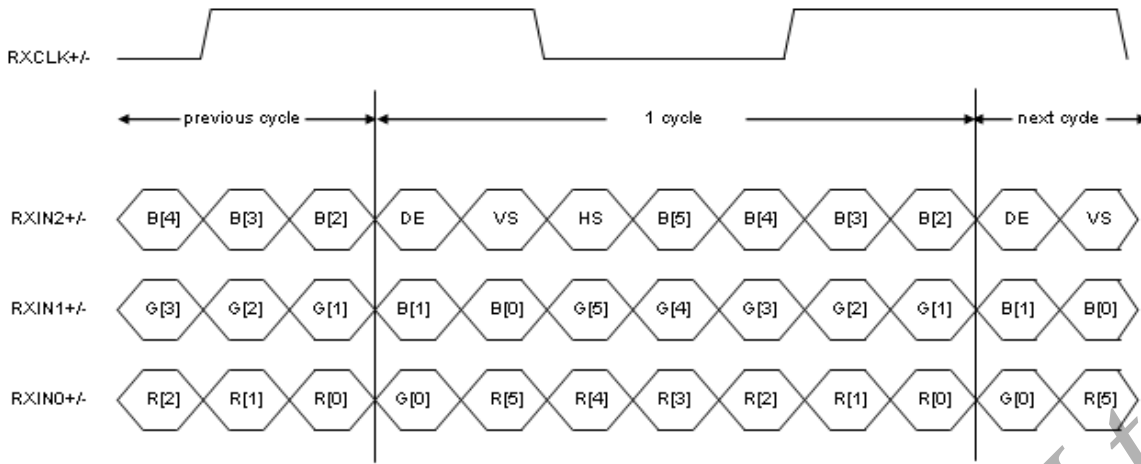 RXCLK+/-
previous cycle 1 cycle next cycle
RXIN2+/- B[4] B[3] B[2] DE VS HS B[5] B[4] B[3] B[2] DE VS
RXIN1+/- G[3] G[2] G[1] B[1] B[0] G[5] G[4] G[3] G[2] G[1] B[1] B[0]
RXIN0+/- R[2] R[1] R[0] G[0] R[5] R[4] R[3] R[2] R[1] R[0] G[0] R[5]